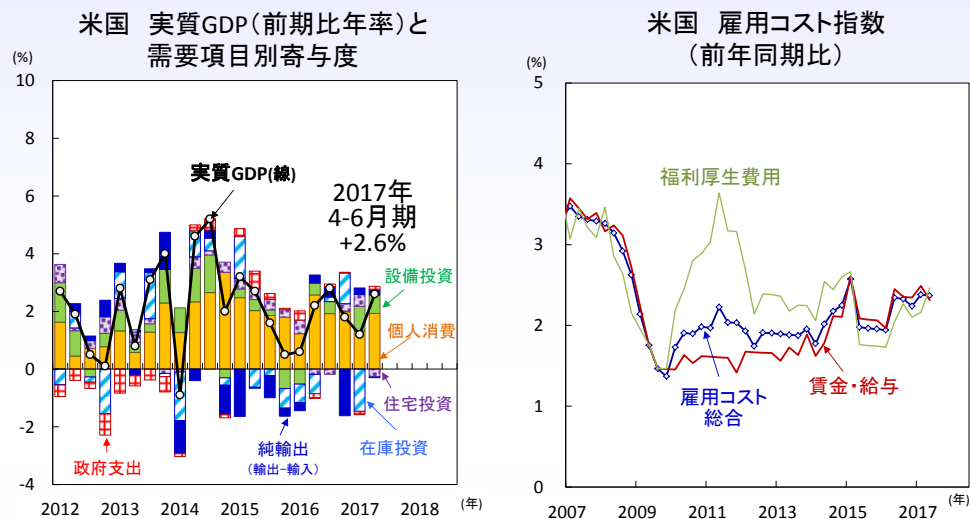 米国 実質GDP(前期比年率)と
需要項目別寄与度
(%)
10
8
6
4
2
0
-2
-4
実質GDP(線)
2017年
4-6月期
+2.6%
設備投資
個人消費
住宅投資
在庫投資
純輸出
(輸出-輸入)
政府支出
2012 2013 2014 2015 2016 2017 2018 (年)
米国 雇用コスト指数
(前年同期比)
(%)
5
4
3
2
1
0
福利厚生費用
雇用コスト
総合
賃金・給与
2007 2009 2011 2013 2015 2017 (年)